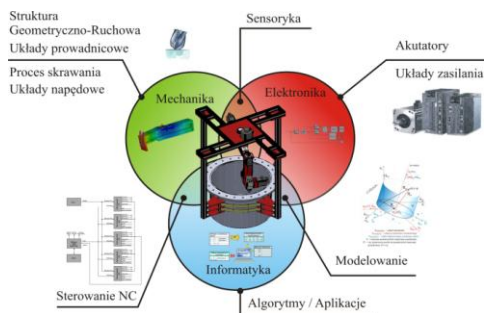 Struktura
Geometryczno-Ruchowa
Układy prowadnicowe
Proces skrawania
Układy napędowe
Sensoryka
Akutatory
Układy zasilania
Mechanika
Elektronika
Informatyka
Modelowanie
Sterowanie NC
Algorytmy / Aplikacje